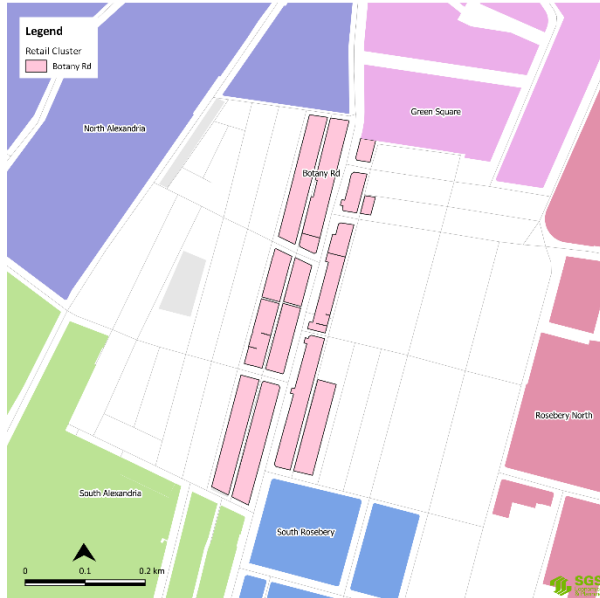 Legend
Retail Cluster
Botany Rd
Green Square
North Alexandria
Botany Rd
Rosebery North
South Alexandria
South Rosebery
0 0.1 0.2 km
SGS